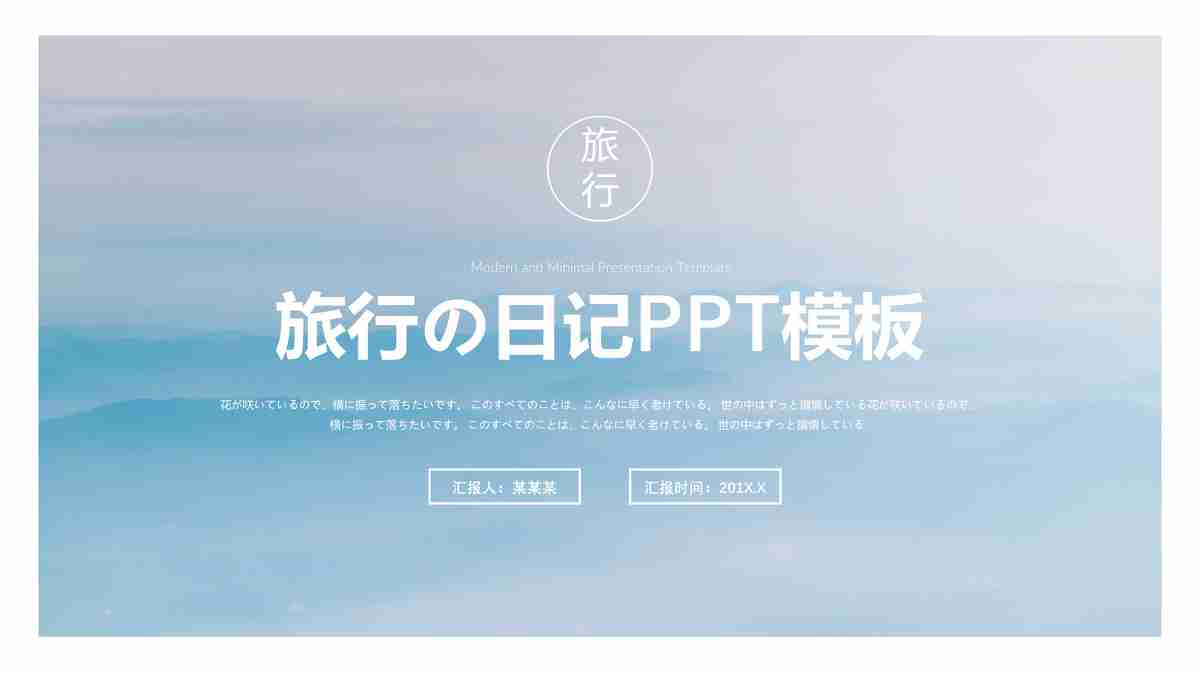 旅
行
Modern and Minimal Presentation Template
旅行の日记PPT模板
花が咲いているので、横に振って落ちたいです。 このすべてのことは、こんなに早く老けている。 世の中はずっと擁懶している花が咲いているので、
横に振って落ちたいです。 このすべてのことは、こんなに早く老けている。 世の中はずっと している
汇报人：某某某
汇报时间：201X.X